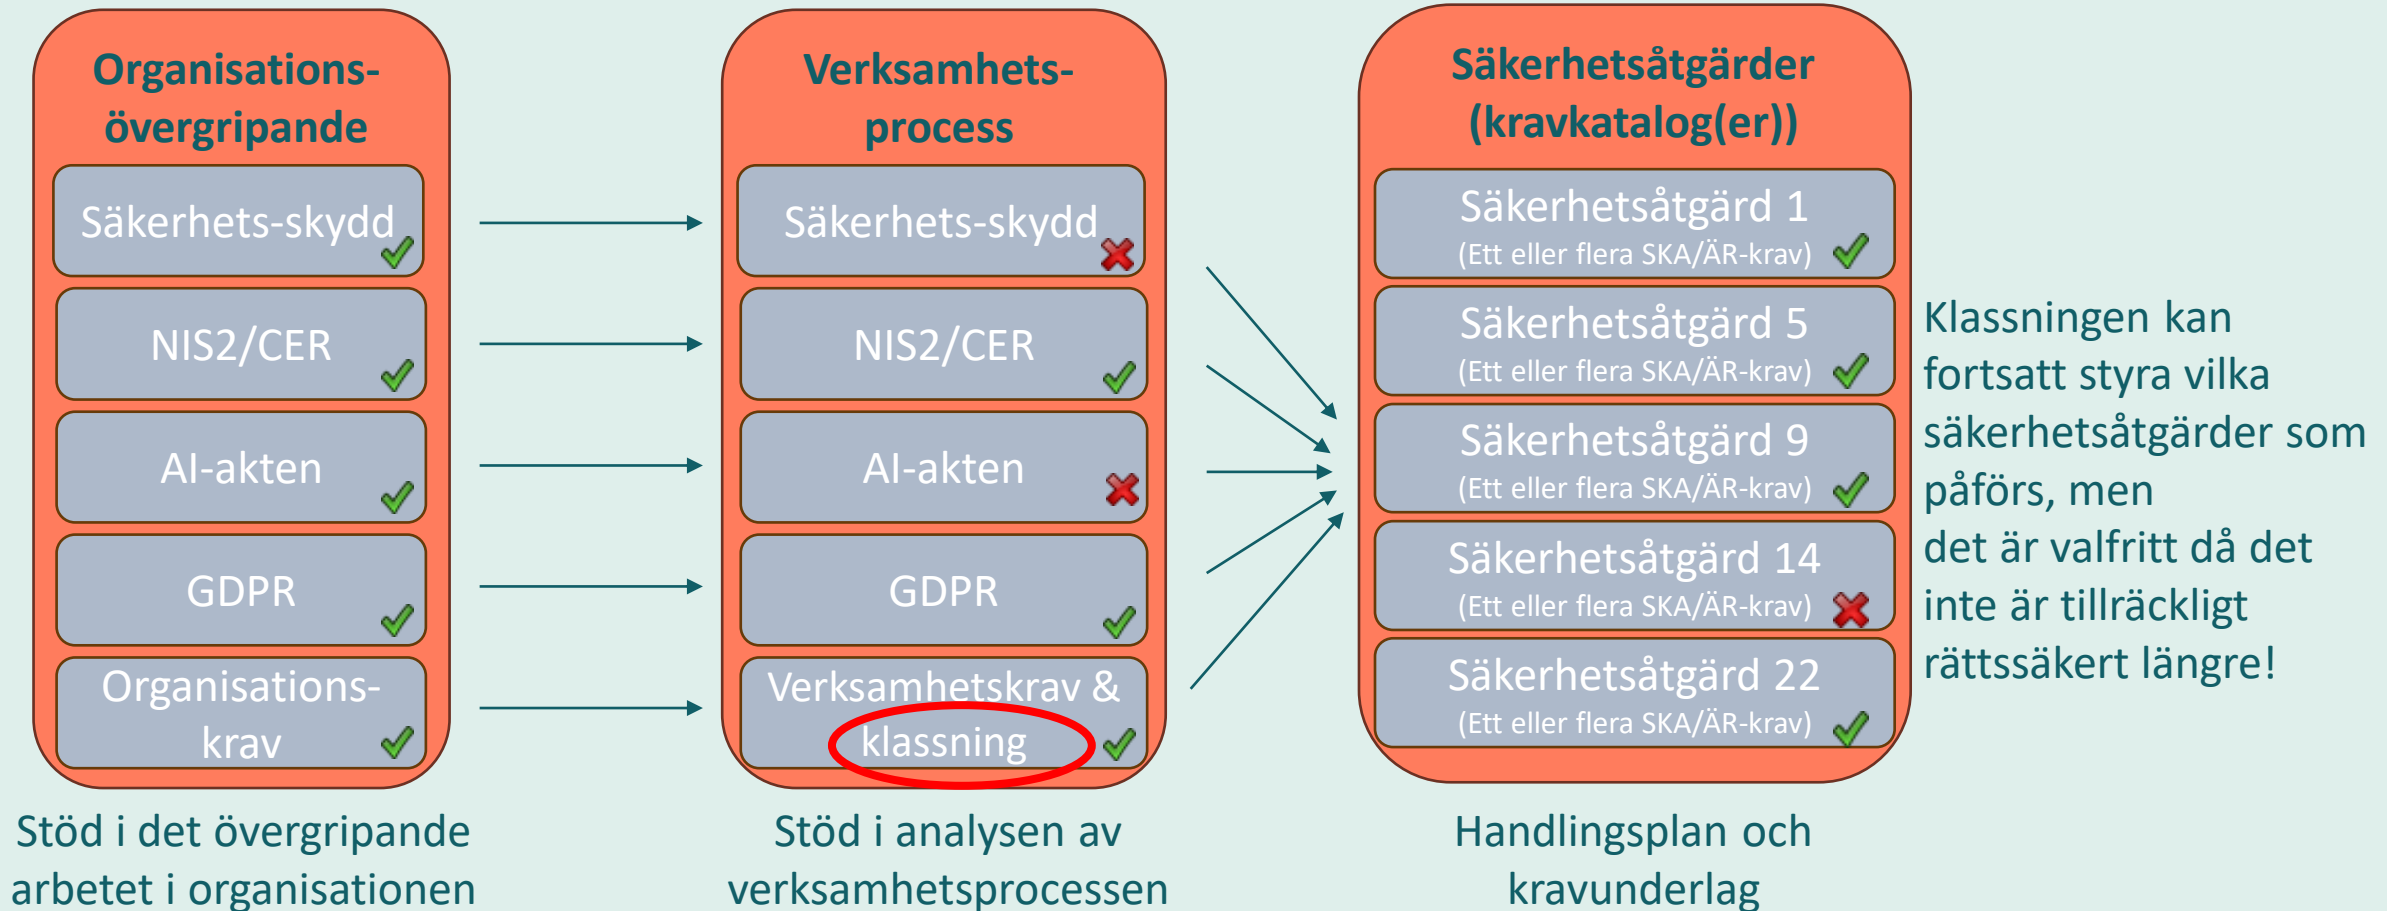 Organisations-
övergripande
Säkerhets-skydd
NIS2/CER
AI-akten
GDPR
Organisations-
krav
Stöd i det övergripande
arbetet i organisationen
Verksamhets-
process
Säkerhets-skydd
NIS2/CER
AI-akten
GDPR
Verksamhetskrav &
klassning
Stöd i analysen av
verksamhetsprocessen
Säkerhetsåtgärder
(kravkatalog(er))
Säkerhetsåtgärd 1
(Ett eller flera SKA/ÄR-krav)
Säkerhetsåtgärd 5
(Ett eller flera SKA/ÄR-krav)
Säkerhetsåtgärd 9
(Ett eller flera SKA/ÄR-krav)
Säkerhetsåtgärd 14
(Ett eller flera SKA/ÄR-krav)
Säkerhetsåtgärd 22
(Ett eller flera SKA/ÄR-krav)
Handlingsplan och
kravunderlag
Klassningen kan
fortsatt styra vilka
säkerhetsåtgärder som
påförs, men
det är valfritt då det
inte är tillräckligt
rättssäkert längre!